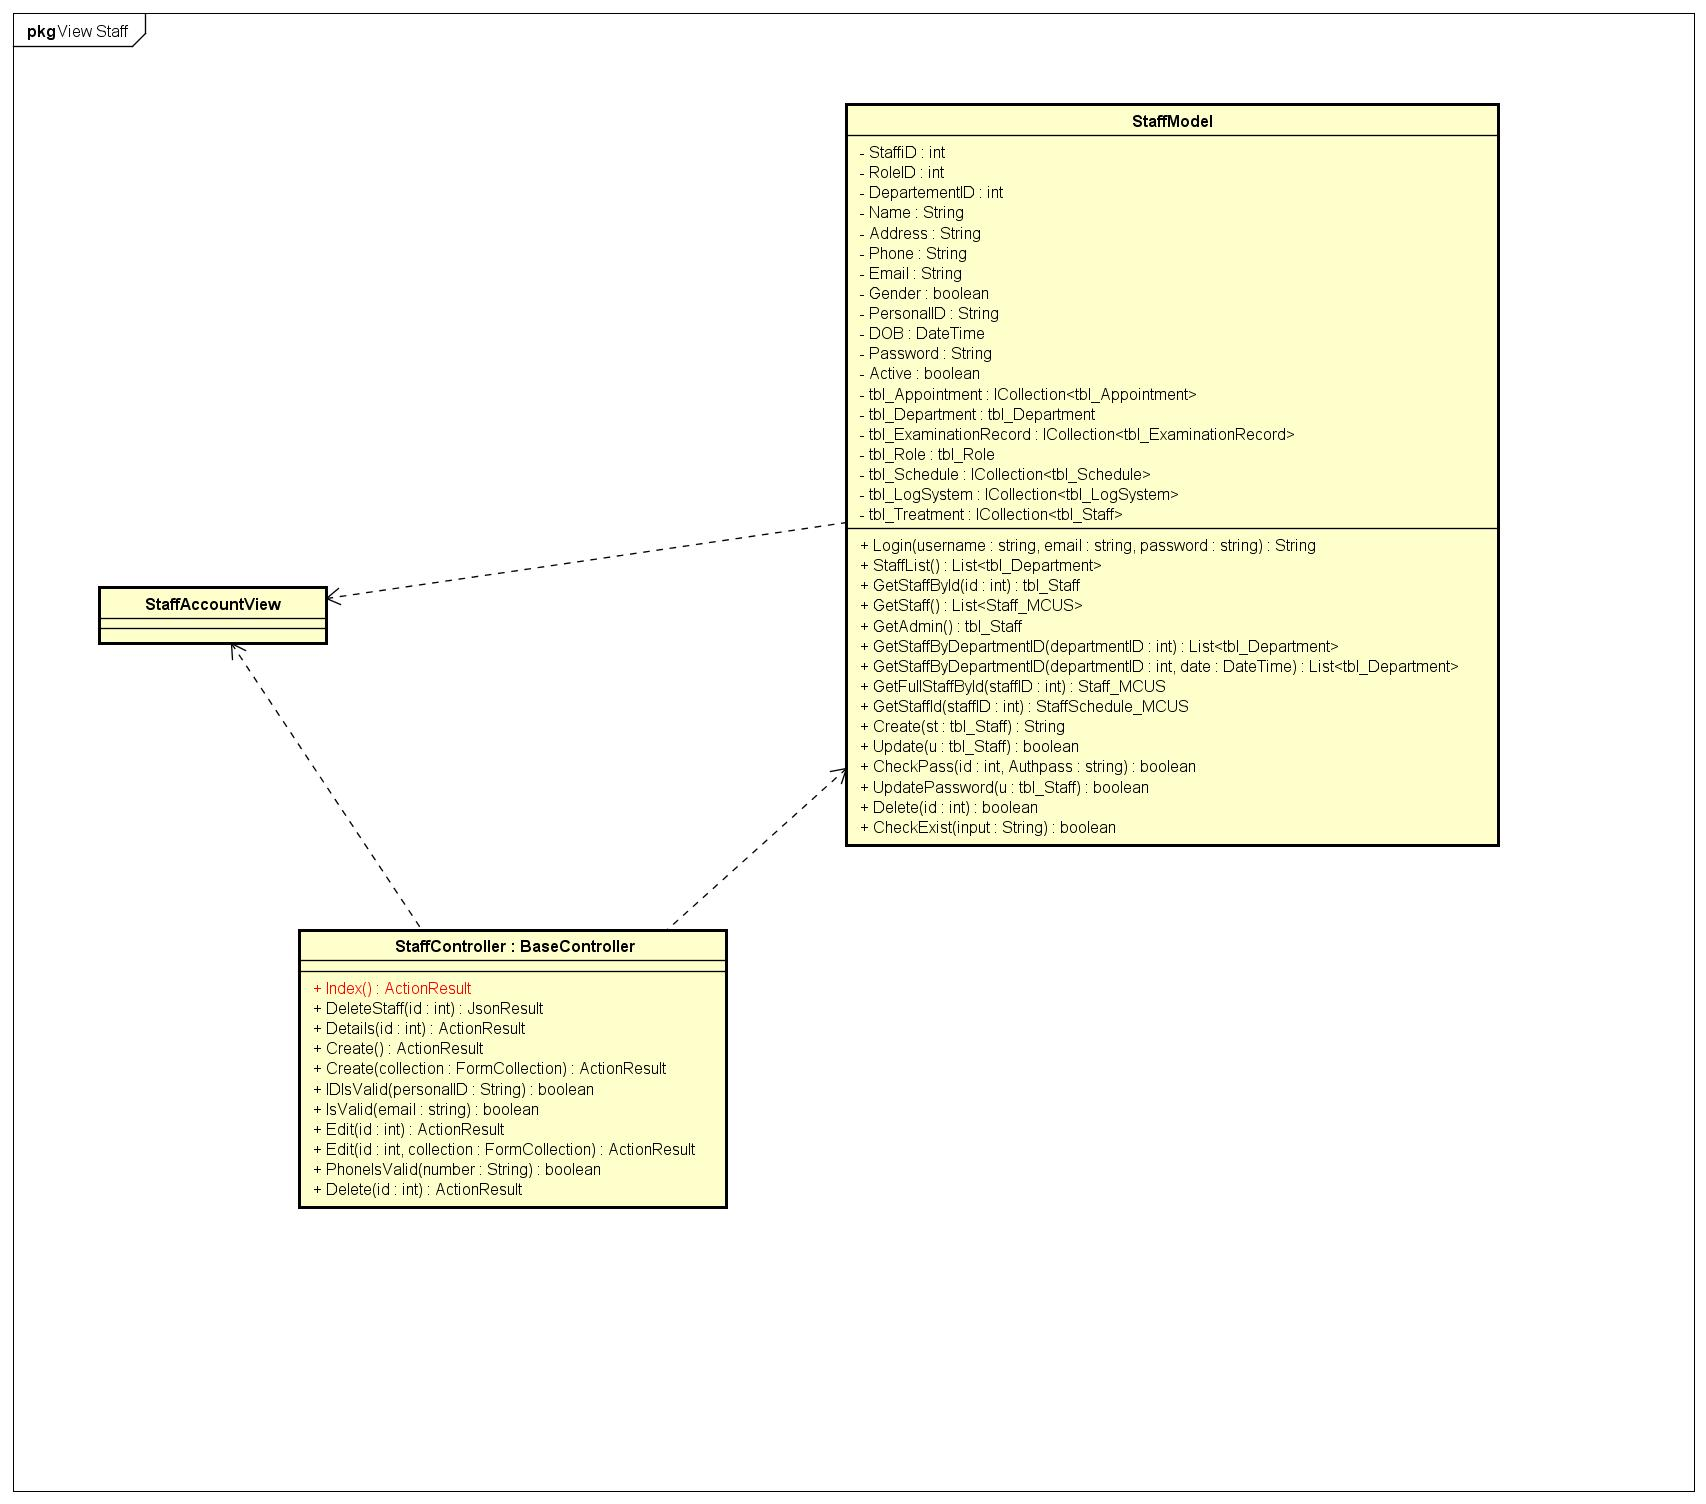 pkg View Staff
StaffModel
- StaffiD : int
- RoleID : int
- DepartementID : int
- Name : String
- Address : String
- Phone : String
- Email : String
- Gender : boolean
- PersonalID : String
- DOB : DateTime
- Password : String
- Active : boolean
- tbl_Appointment : ICollection<tbl_Appointment>
- tbl_Department : tbl_Department
- tbl_ExaminationRecord : ICollection<tbl_ExaminationRecord>
- tbl_Role : tbl_Role
- tbl_Schedule : ICollection<tbl_Schedule>
- tbl_LogSystem : ICollection<tbl_LogSystem>
- tbl_Treatment : ICollection<tbl_Staff>
+ Login(username : string, email : string, password : string) : String
+ StaffList() : List<tbl_Department>
+ GetStaffById(id : int) : tbl_Staff
+ GetStaff() : List<Staff_MCUS>
+ GetAdmin() : tbl_Staff
+ GetStaffByDepartmentID(departmentID : int) : List<tbl_Department>
+ GetStaffByDepartmentID(departmentID : int, date : DateTime) : List<tbl_Department>
+ GetFullStaffById(staffID : int) : Staff_MCUS
+ GetStaffId(staffID : int) : StaffSchedule_MCUS
+ Create(st : tbl_Staff) : String
+ Update(u : tbl_Staff) : boolean
+ CheckPass(id : int, Authpass : string) : boolean
+ UpdatePassword(u : tbl_Staff) : boolean
+ Delete(id : int) : boolean
+ CheckExist(input : String) : boolean
StaffAccountView
StaffController : BaseController
+ Index() : ActionResult
+ DeleteStaff(id : int) : JsonResult
+ Details(id : int) : ActionResult
+ Create() : ActionResult
+ Create(collection : FormCollection) : ActionResult
+ IDIsValid(personalID : String) : boolean
+ IsValid(email : string) : boolean
+ Edit(id : int) : ActionResult
+ Edit(id : int, collection : FormCollection) : ActionResult
+ PhoneIsValid(number : String) : boolean
+ Delete(id : int) : ActionResult